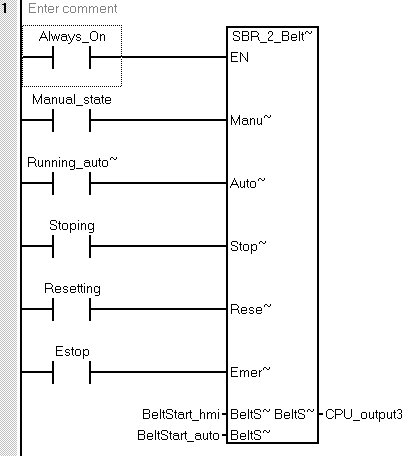 1 Enter comment
Always_On SBR_2_Belt~
EN
Manual_state
Manu~
Running_auto~
Auto~
Stoping
Stop~
Resetting
Rese~
Estop
Emer~
BeltStart_hmi BeltS~ BeltS~ CPU_output3
BeltStart_auto BeltS~